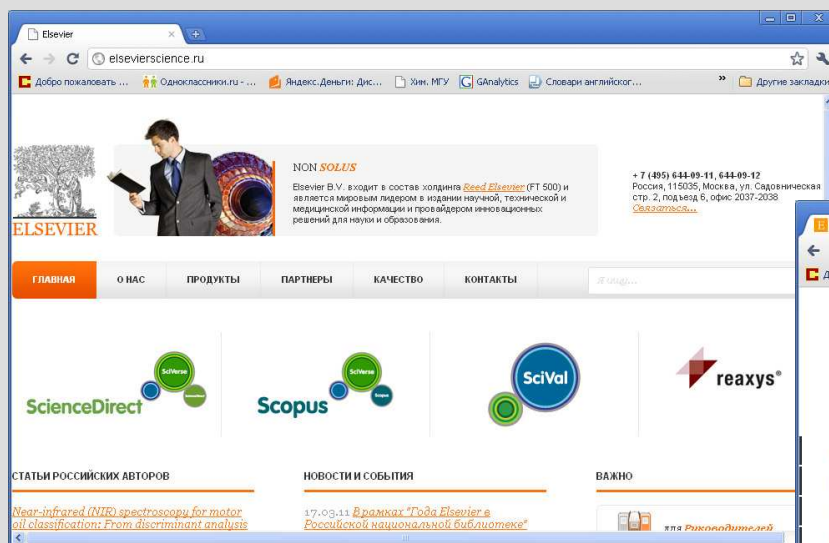 Elsevier
elsevierscience.ru
Добро пожаловать ...
Одноклассники.ru - ...
Яндекс.Деньги: Дис...
Хим. МГУ
GAnalytics
Словари английског...
»
Другие закладки
ELSEVIER
NON SOLUS
Elsevier B.V. входит в состав холдинга Reed Elsevier (FT 500) и
является мировым лидером в издании научной, технической и
медицинской информации и провайдером инновационных
решений для науки и образования.
+ 7 (495) 644-09-11, 644-09-12
Россия, 115035, Москва, ул. Садовническая
стр. 2, подъезд 6, офис 2037-2038
Связаться...
E
Д
ГЛАВНАЯ
О НАС
ПРОДУКТЫ
ПАРТНЕРЫ
КАЧЕСТВО
КОНТАКТЫ
Я ищу...
ScienceDirect
SciVerse
Scopus
SciVerse
Scopus
SciVal
reaxys®
СТАТЬИ РОССИЙСКИХ АВТОРОВ
НОВОСТИ И СОБЫТИЯ
ВАЖНО
Near-infrared (NIR) spectroscopy for motor
oil classification: From discriminant analysis
17.03.11 В рамках "Года Elsevier в
Российской национальной библиотеке"
для Руководителей